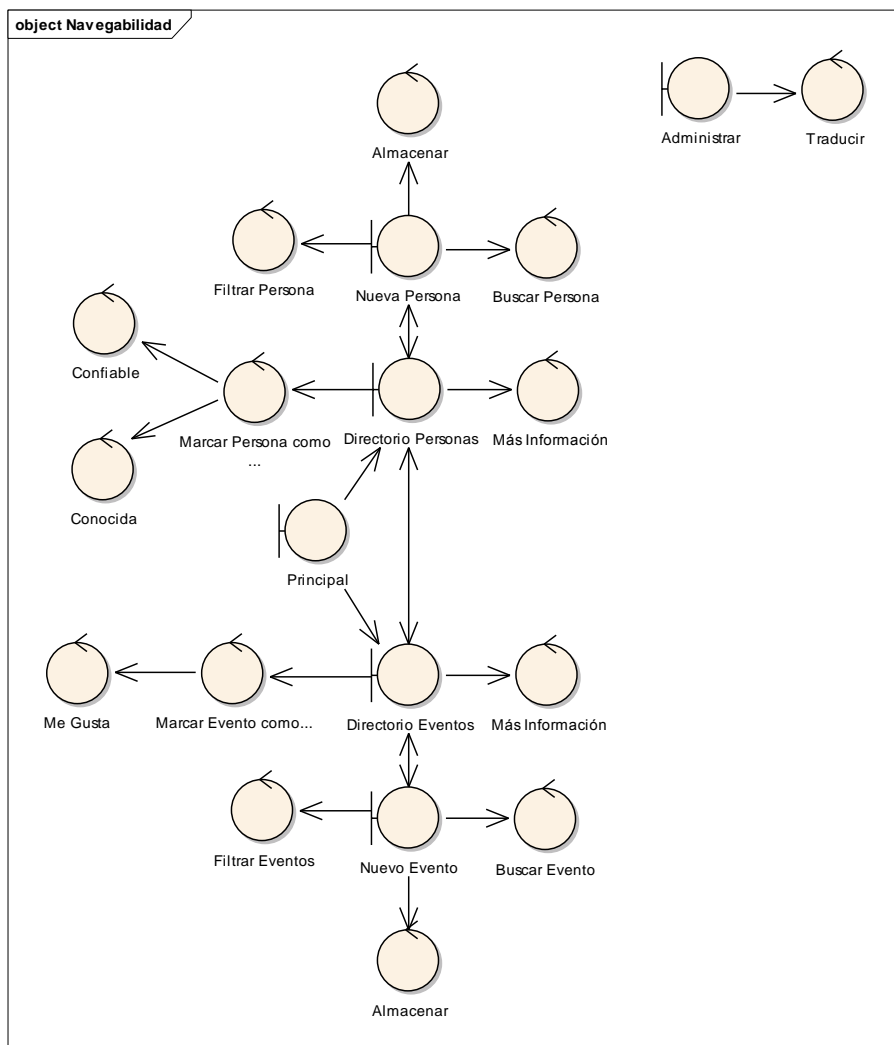 object Navegabilidad
Administrar
Traducir
Almacenar
Filtrar Persona
Nueva Persona
Buscar Persona
Confiable
Marcar Persona como
...
Directorio Personas
Más Información
Conocida
Principal
Me Gusta
Marcar Evento como...
Directorio Eventos
Más Información
Filtrar Eventos
Nuevo Evento
Buscar Evento
Almacenar